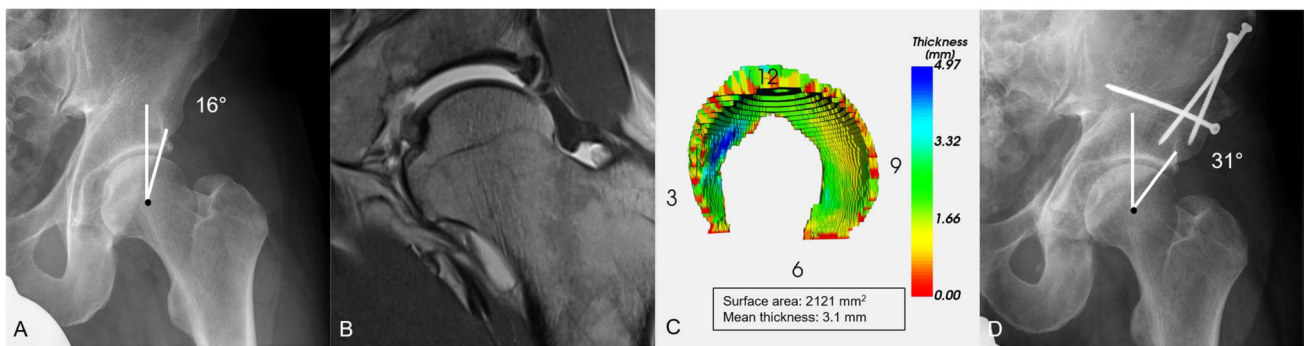 16°
A
B
Thickness
(mm)
4.97
3.32
1.66
0.00
12
9
3
6
Surface area: 2121 mm²
Mean thickness: 3.1 mm
C
31°
D